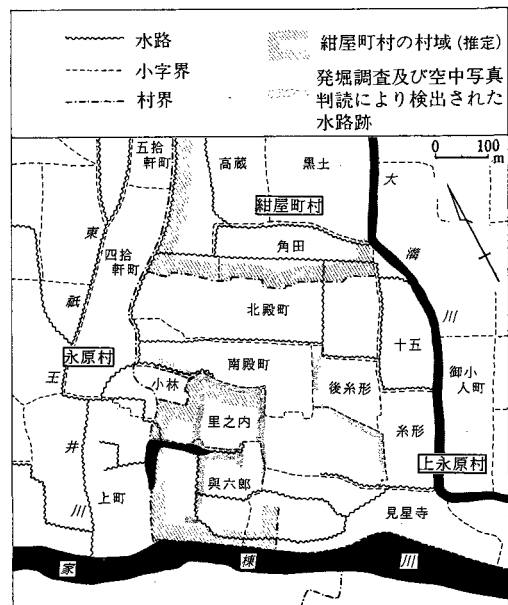 水路
小字界
村界
紺屋町村の村域(推定)
発掘調査及び空中写真
判読により検出された
水路跡
0 100
m
五拾
軒町
高蔵
黒土
大満川
紺屋町村
角田
東祇王井川
四拾
軒町
北殿町
十五
御小
人町
永原村
小林
南殿町
後糸形
里之内
糸形
上永原村
上町
與六郎
見星寺
家棟川